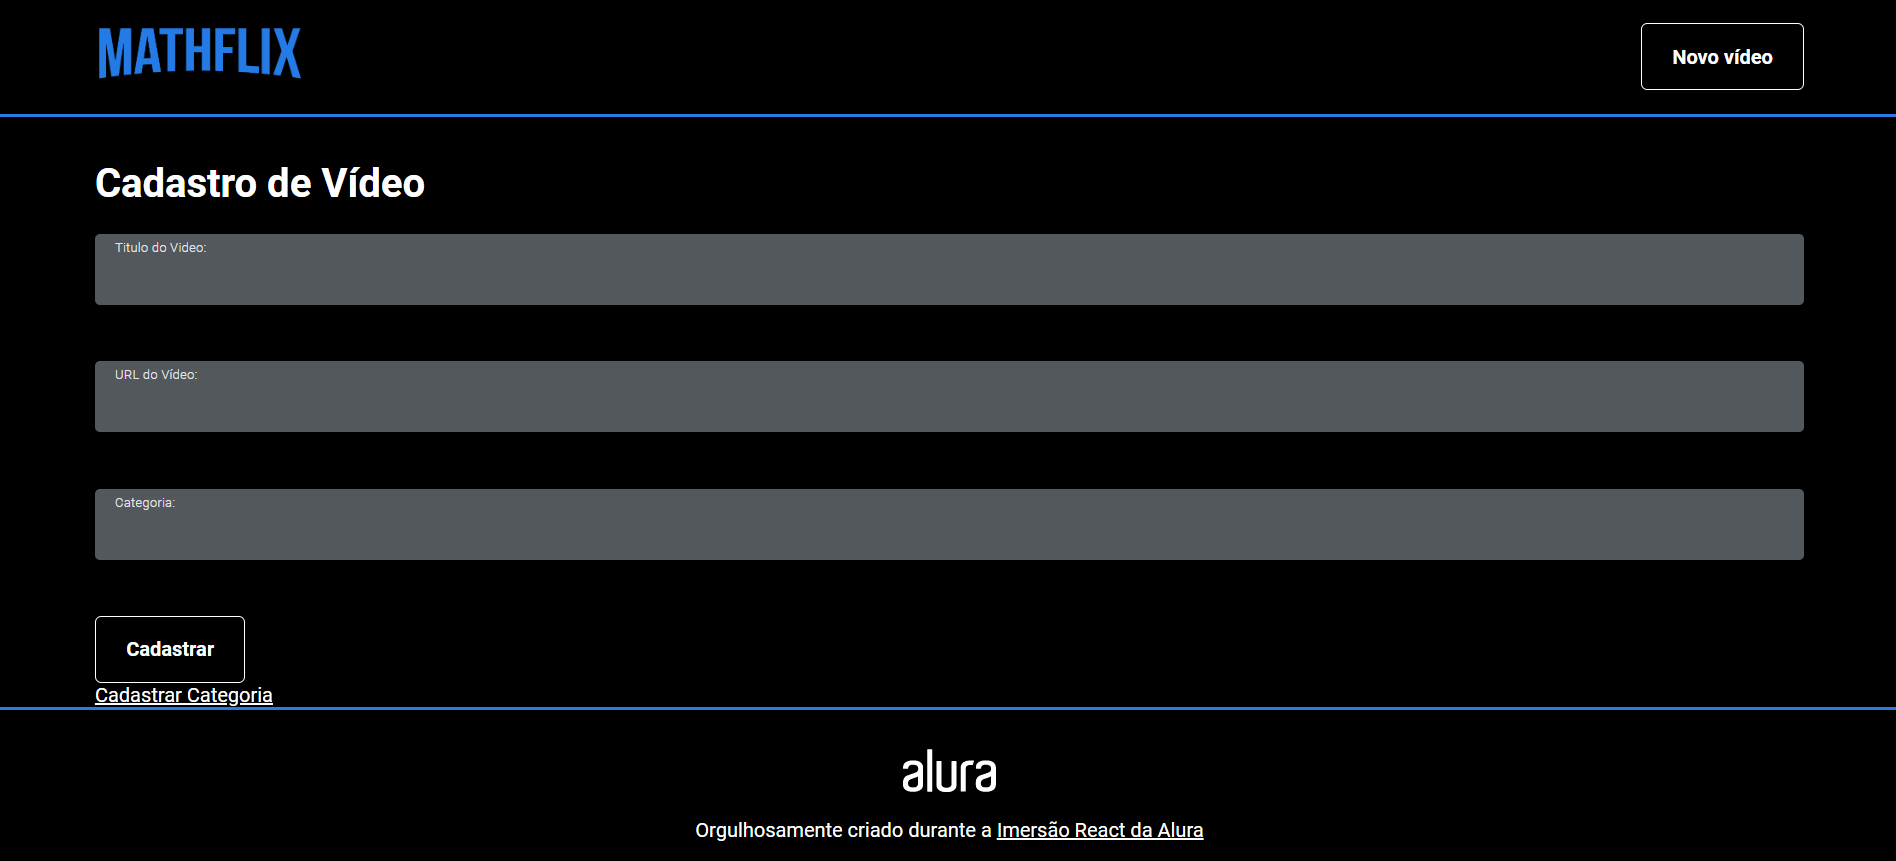 MATHFLIX
Novo vídeo
Cadastro de Vídeo
Titulo do Video:
URL do Vídeo:
Categoria:
Cadastrar
Cadastrar Categoria
alura
Orgulhosamente criado durante a Imersão React da Alura